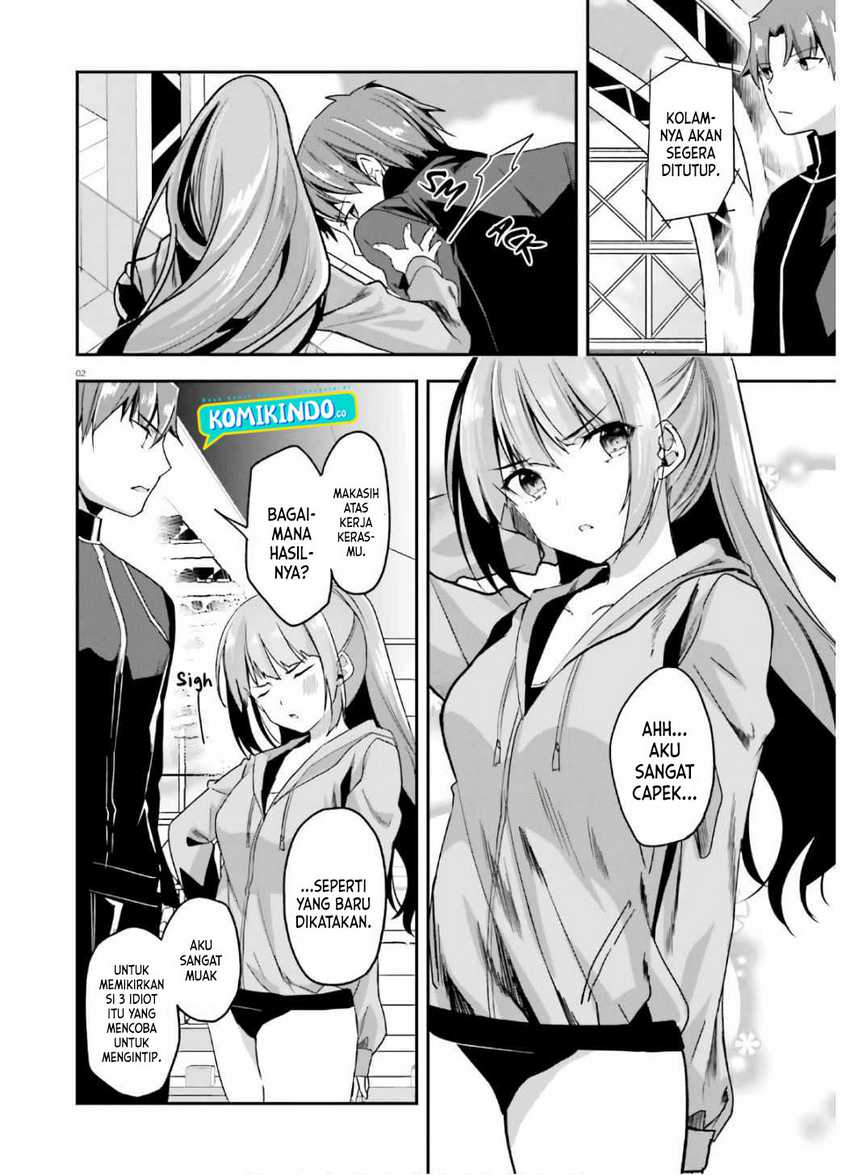 KOLAM-
NYA AKAN
SEGERA
DITUTUP.
SM
ACK
02
KOMIKINDO.CO
AHH...
AKU
SANGAT
CAPEK...
MAKASIH
ATAS
KERJA
KERAS-
MU.
BAGAI-
MANA
HASIL-
NYA?
Sigh
...SEPERTI
YANG BARU
DIKATAKAN.
AKU
SANGAT
MUAK
UNTUK
MEMIKIRKAN
SI 3 IDIOT
ITU YANG
MENCOBA
UNTUK
MENGINTIP.